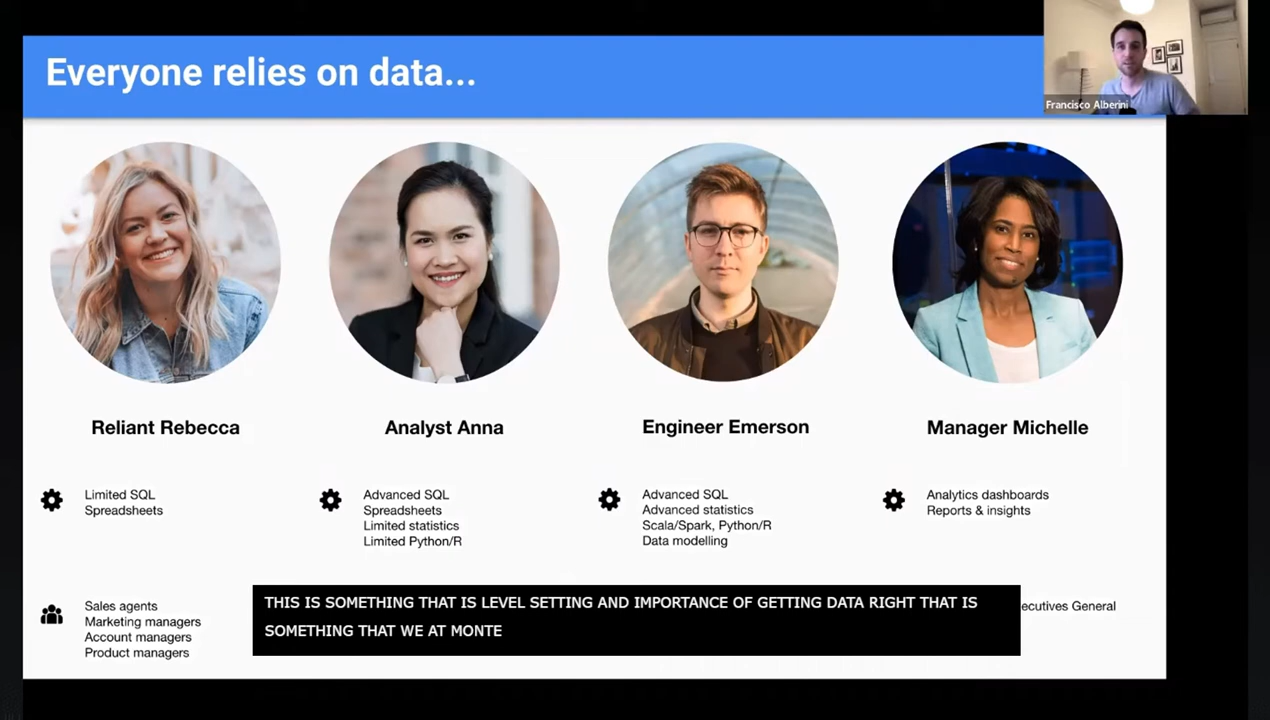 Everyone relies on data...
Francisco Alberini
Reliant Rebecca
Analyst Anna
Engineer Emerson
Manager Michelle
Limited SQL
Spreadsheets
Advanced SQL
Spreadsheets
Limited statistics
Limited Python/R
Advanced SQL
Advanced statistics
Scala/Spark, Python/R
Data modelling
Analytics dashboards
Reports & insights
Sales agents
Marketing managers
Account managers
Product managers
ecutives General
THIS IS SOMETHING THAT IS LEVEL SETTING AND IMPORTANCE OF GETTING DATA RIGHT THAT IS
SOMETHING THAT WE AT MONTE